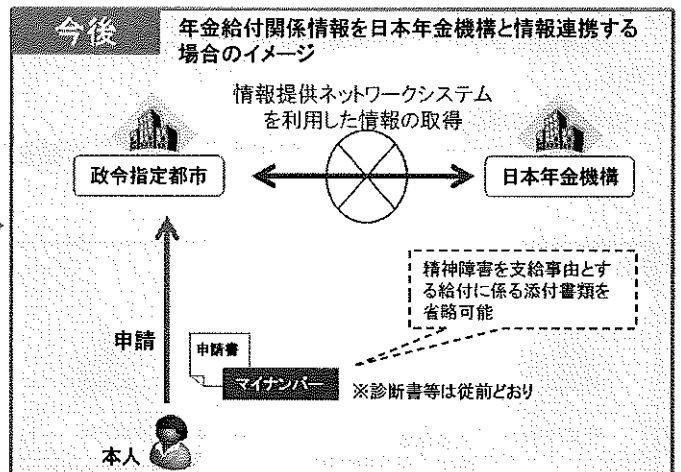 今後
年金給付関係情報を日本年金機構と情報連携する
場合のイメージ
情報提供ネットワークシステム
を利用した情報の取得
政令指定都市
日本年金機構
精神障害を支給事由とす
る給付に係る添付書類を
省略可能
申請
申請書
マイナンバー
※診断書等は従前どおり
本人